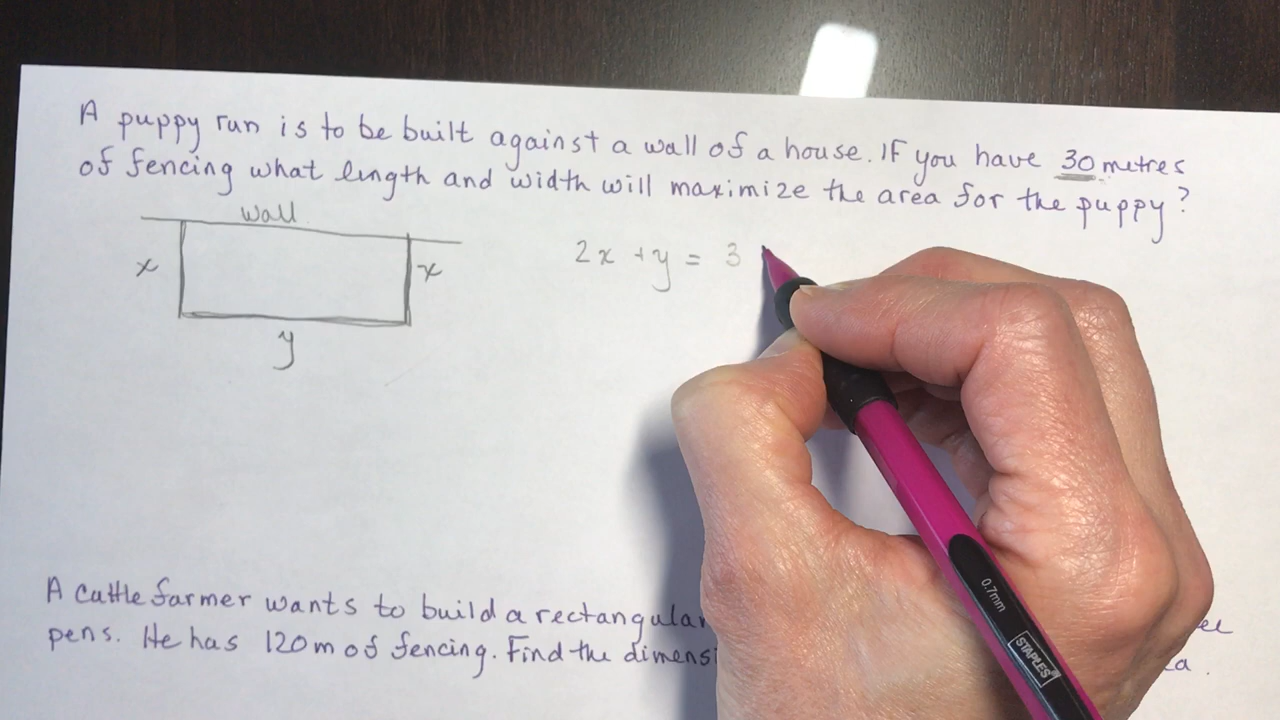 A puppy run is to be built against a wall of a house. If you have 30 metres
of fencing what length and width will maximize the area for the puppy?
wall
x
x
y
2x + y = 3
0.7mm
STAPLES
A cattle farmer wants to build a rectangular
pens. He has 120m of fencing. Find the